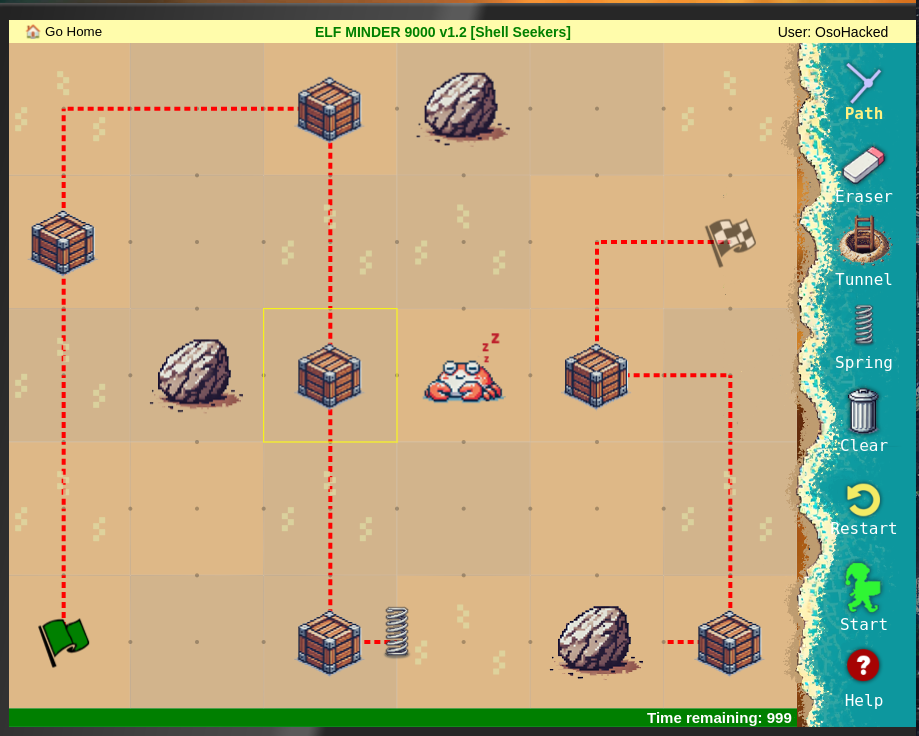 Go Home
ELF MINDER 9000 v1.2 [Shell Seekers]
User: OsoHacked
Path
Eraser
Tunnel
Spring
Clear
Restart
Start
? Help
z z z
Time remaining: 999